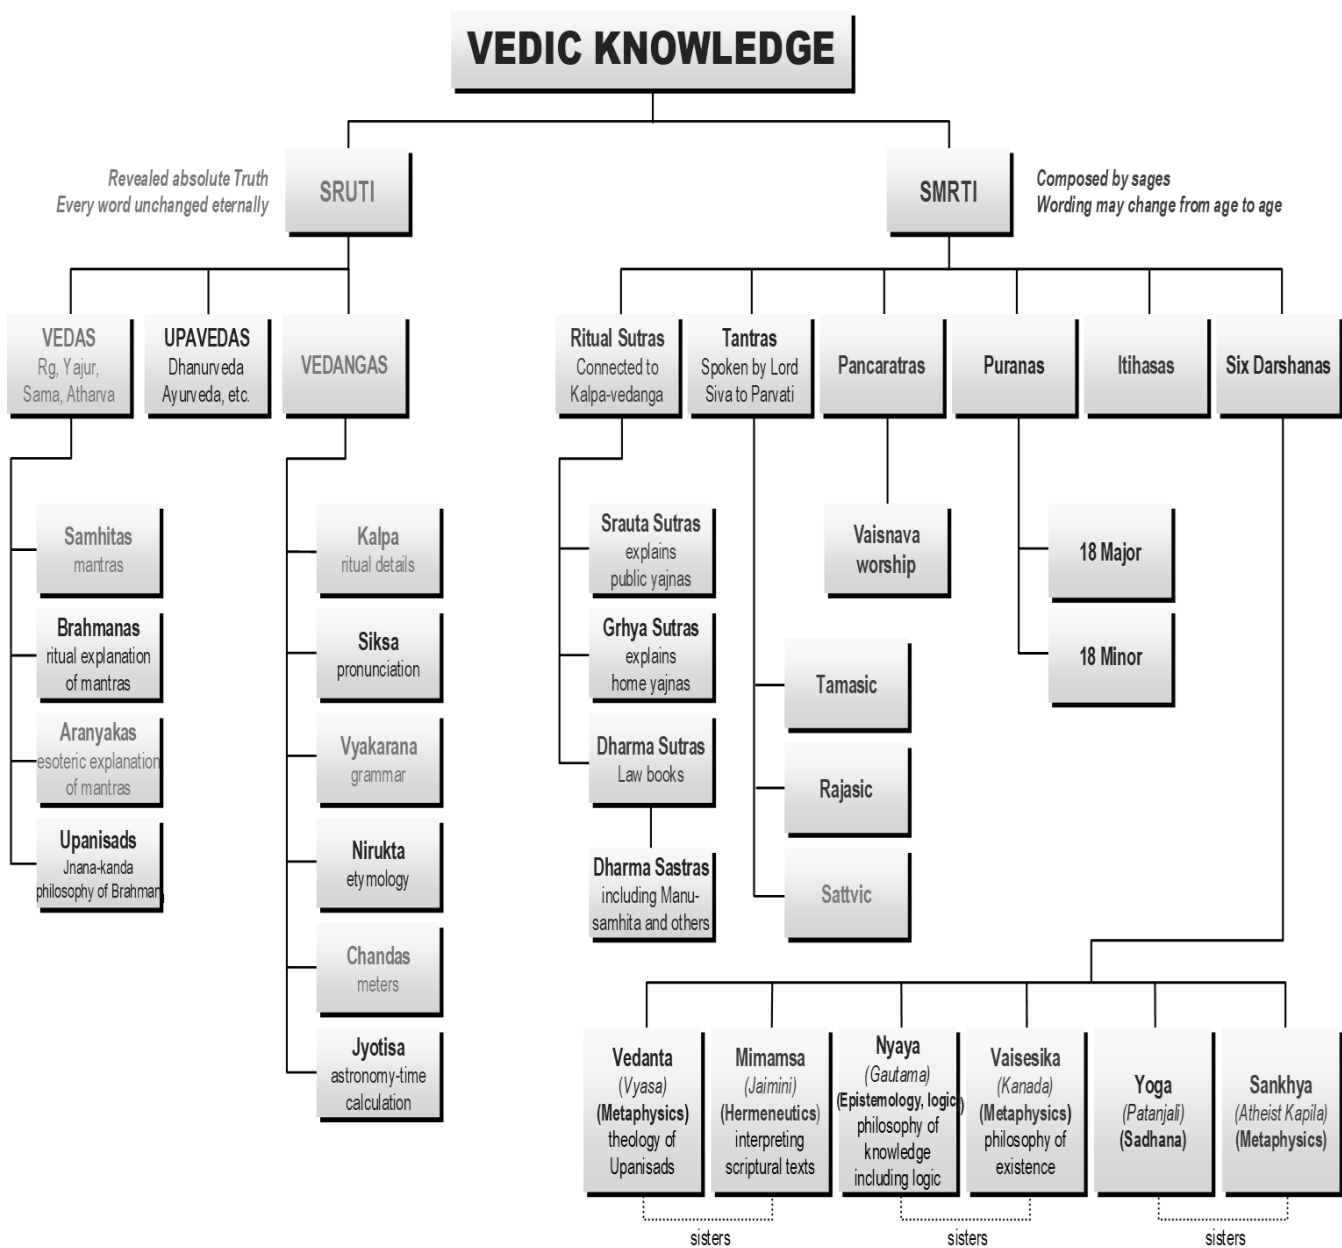 VEDIC KNOWLEDGE
Revealed absolute Truth
Every word unchanged eternally
SRUTI
SMRTI
Composed by sages
Wording may change from age to age
VEDAS
Rg, Yajur,
Sama, Atharva
UPAVEDAS
Dhanurveda
Ayurveda, etc.
VEDANGAS
Ritual Sutras
Connected to
Kalpa-vedanga
Tantras
Spoken by Lord
Siva to Parvati
Pancaratras
Puranas
Itihasas
Six Darshanas
Samhitas
mantras
Brahmanas
ritual explanation
of mantras
Aranyakas
esoteric explanation
of mantras
Upanisads
Jnana-kanda
philosophy of Brahman
Kalpa
ritual details
Siksa
pronunciation
Vyakarana
grammar
Nirukta
etymology
Chandas
meters
Jyotisa
astronomy-time
calculation
Srauta Sutras
explains
public yajnas
Grhya Sutras
explains
home yajnas
Dharma Sutras
Law books
Dharma Sastras
including Manu-
samhita and others
Tamasic
Rajasic
Sattvic
Vaisnava
worship
18 Major
18 Minor
Vedanta
(Vyasa)
(Metaphysics)
theology of
Upanisads
Mimamsa
(Jaimini)
(Hermeneutics)
interpreting
scriptural texts
Nyaya
(Gautama)
(Epistemology, logic)
philosophy of
knowledge
including logic
Vaisesika
(Kanada)
(Metaphysics)
philosophy of
existence
Yoga
(Patanjali)
(Sadhana)
Sankhya
(Atheist Kapila)
(Metaphysics)
sisters
sisters
sisters